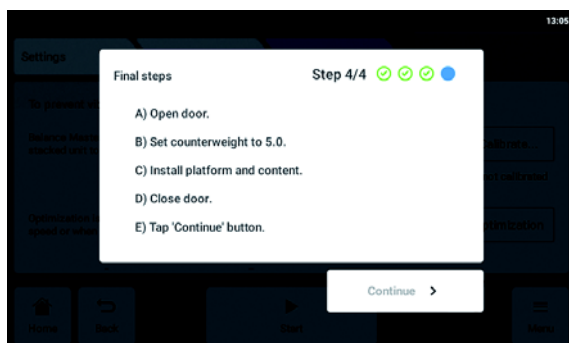 13:05
Settings
Final steps
Step 4/4
A) Open door.
B) Set counterweight to 5.0.
C) Install platform and content.
D) Close door.
E) Tap 'Continue' button.
Continue
Home
Back
Start
Menu